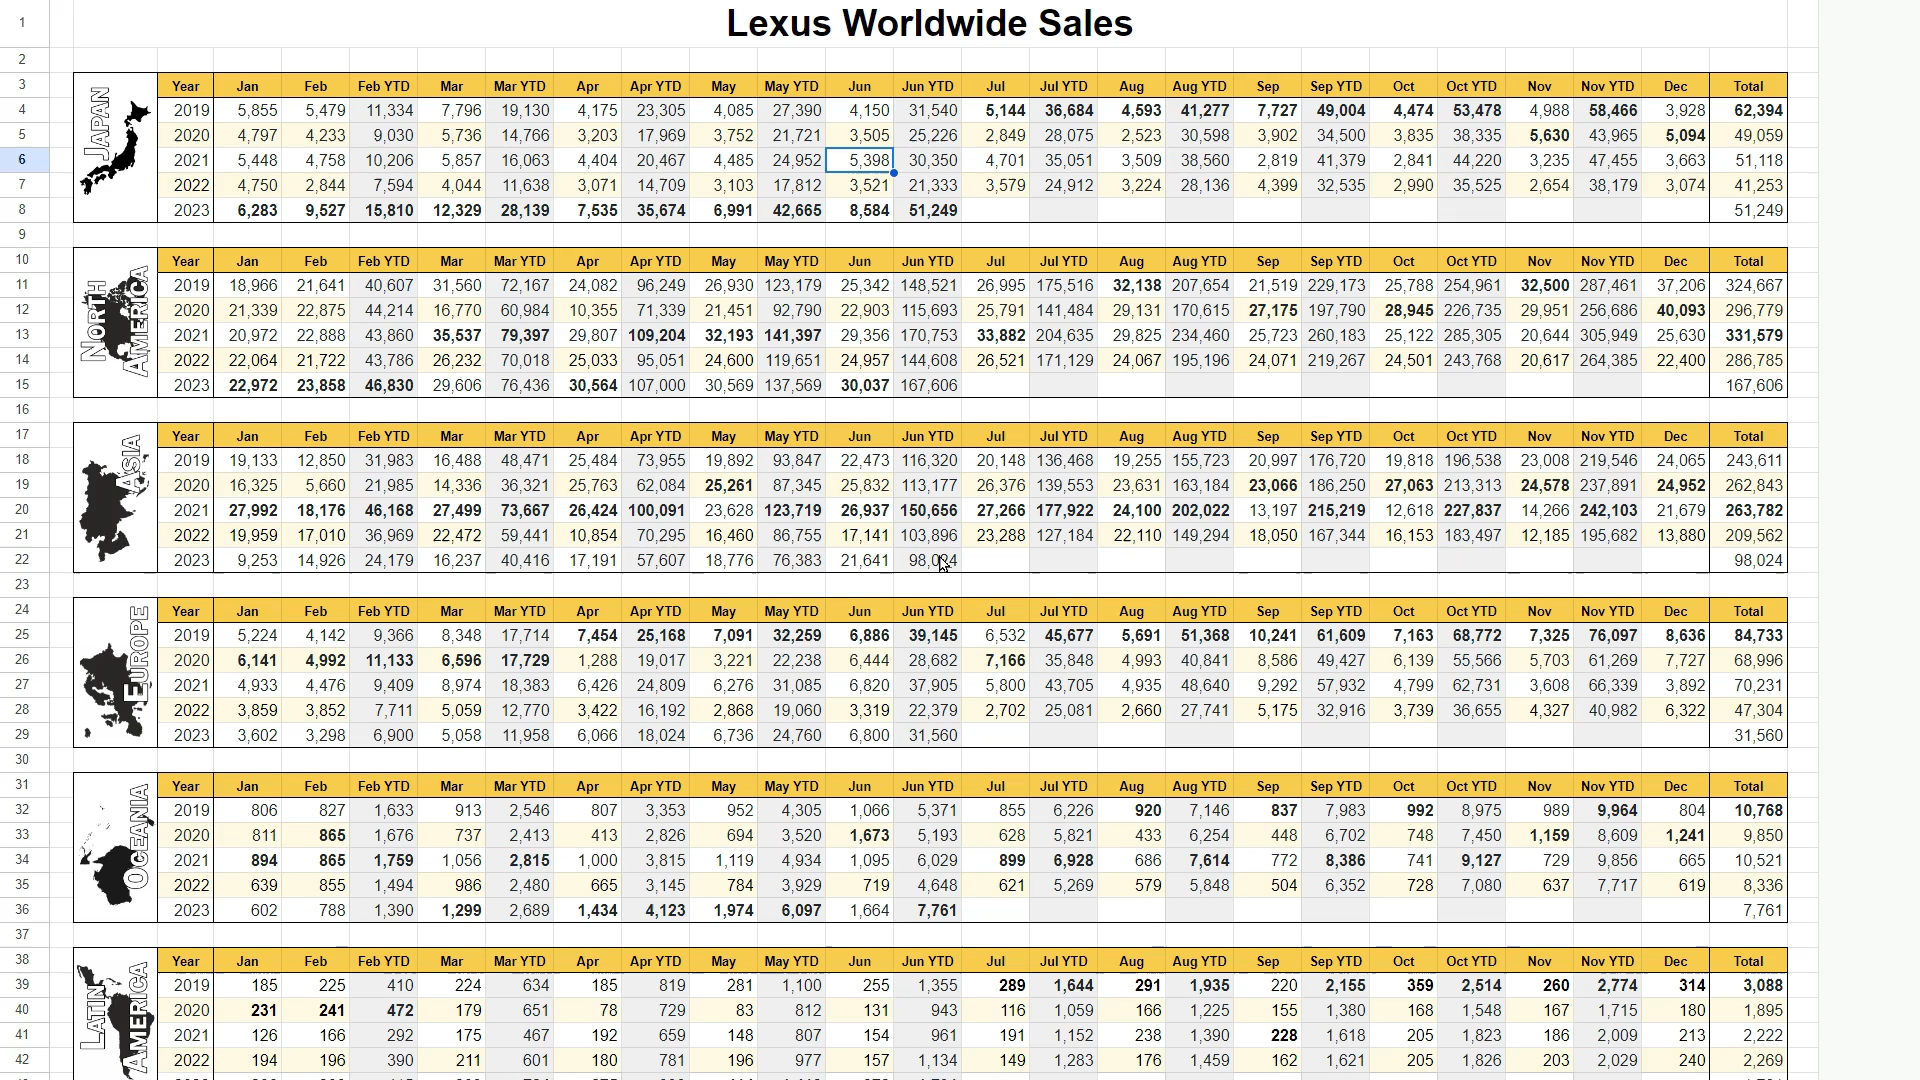 1 Lexus Worldwide Sales
2
3 Year Jan Feb Feb YTD Mar Mar YTD Apr Apr YTD May May YTD Jun Jun YTD Jul Jul YTD Aug Aug YTD Sep Sep YTD Oct Oct YTD Nov Nov YTD Dec Total
JAPAN
4 2019 5,855 5,479 11,334 7,796 19,130 4,175 23,305 4,085 27,390 4,150 31,540 5,144 36,684 4,593 41,277 7,727 49,004 4,474 53,478 4,988 58,466 3,928 62,394
5 2020 4,797 4,233 9,030 5,736 14,766 3,203 17,969 3,752 21,721 3,505 25,226 2,849 28,075 2,523 30,598 3,902 34,500 3,835 38,335 5,630 43,965 5,094 49,059
6 2021 5,448 4,758 10,206 5,857 16,063 4,404 20,467 4,485 24,952 5,398 30,350 4,701 35,051 3,509 38,560 2,819 41,379 2,841 44,220 3,235 47,455 3,663 51,118
7 2022 4,750 2,844 7,594 4,044 11,638 3,071 14,709 3,103 17,812 3,521 21,333 3,579 24,912 3,224 28,136 4,399 32,535 2,990 35,525 2,654 38,179 3,074 41,253
8 2023 6,283 9,527 15,810 12,329 28,139 7,535 35,674 6,991 42,665 8,584 51,249 51,249
9
10 Year Jan Feb Feb YTD Mar Mar YTD Apr Apr YTD May May YTD Jun Jun YTD Jul Jul YTD Aug Aug YTD Sep Sep YTD Oct Oct YTD Nov Nov YTD Dec Total
NORTH AMERICA
11 2019 18,966 21,641 40,607 31,560 72,167 24,082 96,249 26,930 123,179 25,342 148,521 26,995 175,516 32,138 207,654 21,519 229,173 25,788 254,961 32,500 287,461 37,206 324,667
12 2020 21,339 22,875 44,214 16,770 60,984 10,355 71,339 21,451 92,790 22,903 115,693 25,791 141,484 29,131 170,615 27,175 197,790 28,945 226,735 29,951 256,686 40,093 296,779
13 2021 20,972 22,888 43,860 35,537 79,397 29,807 109,204 32,193 141,397 29,356 170,753 33,882 204,635 29,825 234,460 25,723 260,183 25,122 285,305 20,644 305,949 25,630 331,579
14 2022 22,064 21,722 43,786 26,232 70,018 25,033 95,051 24,600 119,651 24,957 144,608 26,521 171,129 24,067 195,196 24,071 219,267 24,501 243,768 20,617 264,385 22,400 286,785
15 2023 22,972 23,858 46,830 29,606 76,436 30,564 107,000 30,569 137,569 30,037 167,606 167,606
16
17 Year Jan Feb Feb YTD Mar Mar YTD Apr Apr YTD May May YTD Jun Jun YTD Jul Jul YTD Aug Aug YTD Sep Sep YTD Oct Oct YTD Nov Nov YTD Dec Total
ASIA
18 2019 19,133 12,850 31,983 16,488 48,471 25,484 73,955 19,892 93,847 22,473 116,320 20,148 136,468 19,255 155,723 20,997 176,720 19,818 196,538 23,008 219,546 24,065 243,611
19 2020 16,325 5,660 21,985 14,336 36,321 25,763 62,084 25,261 87,345 25,832 113,177 26,376 139,553 23,631 163,184 23,066 186,250 27,063 213,313 24,578 237,891 24,952 262,843
20 2021 27,992 18,176 46,168 27,499 73,667 26,424 100,091 23,628 123,719 26,937 150,656 27,266 177,922 24,100 202,022 13,197 215,219 12,618 227,837 14,266 242,103 21,679 263,782
21 2022 19,959 17,010 36,969 22,472 59,441 10,854 70,295 16,460 86,755 17,141 103,896 23,288 127,184 22,110 149,294 18,050 167,344 16,153 183,497 12,185 195,682 13,880 209,562
22 2023 9,253 14,926 24,179 16,237 40,416 17,191 57,607 18,776 76,383 21,641 98,024 98,024
23
24 Year Jan Feb Feb YTD Mar Mar YTD Apr Apr YTD May May YTD Jun Jun YTD Jul Jul YTD Aug Aug YTD Sep Sep YTD Oct Oct YTD Nov Nov YTD Dec Total
EUROPE
25 2019 5,224 4,142 9,366 8,348 17,714 7,454 25,168 7,091 32,259 6,886 39,145 6,532 45,677 5,691 51,368 10,241 61,609 7,163 68,772 7,325 76,097 8,636 84,733
26 2020 6,141 4,992 11,133 6,596 17,729 1,288 19,017 3,221 22,238 6,444 28,682 7,166 35,848 4,993 40,841 8,586 49,427 6,139 55,566 5,703 61,269 7,727 68,996
27 2021 4,933 4,476 9,409 8,974 18,383 6,426 24,809 6,276 31,085 6,820 37,905 5,800 43,705 4,935 48,640 9,292 57,932 4,799 62,731 3,608 66,339 3,892 70,231
28 2022 3,859 3,852 7,711 5,059 12,770 3,422 16,192 2,868 19,060 3,319 22,379 2,702 25,081 2,660 27,741 5,175 32,916 3,739 36,655 4,327 40,982 6,322 47,304
29 2023 3,602 3,298 6,900 5,058 11,958 6,066 18,024 6,736 24,760 6,800 31,560 31,560
30
31 Year Jan Feb Feb YTD Mar Mar YTD Apr Apr YTD May May YTD Jun Jun YTD Jul Jul YTD Aug Aug YTD Sep Sep YTD Oct Oct YTD Nov Nov YTD Dec Total
OCEANIA
32 2019 806 827 1,633 913 2,546 807 3,353 952 4,305 1,066 5,371 855 6,226 920 7,146 837 7,983 992 8,975 989 9,964 804 10,768
33 2020 811 865 1,676 737 2,413 413 2,826 694 3,520 1,673 5,193 628 5,821 433 6,254 448 6,702 748 7,450 1,159 8,609 1,241 9,850
34 2021 894 865 1,759 1,056 2,815 1,000 3,815 1,119 4,934 1,095 6,029 899 6,928 686 7,614 772 8,386 741 9,127 729 9,856 665 10,521
35 2022 639 855 1,494 986 2,480 665 3,145 784 3,929 719 4,648 621 5,269 579 5,848 504 6,352 728 7,080 637 7,717 619 8,336
36 2023 602 788 1,390 1,299 2,689 1,434 4,123 1,974 6,097 1,664 7,761 7,761
37
38 Year Jan Feb Feb YTD Mar Mar YTD Apr Apr YTD May May YTD Jun Jun YTD Jul Jul YTD Aug Aug YTD Sep Sep YTD Oct Oct YTD Nov Nov YTD Dec Total
LATIN AMERICA
39 2019 185 225 410 224 634 185 819 281 1,100 255 1,355 289 1,644 291 1,935 220 2,155 359 2,514 260 2,774 314 3,088
40 2020 231 241 472 179 651 78 729 83 812 131 943 116 1,059 166 1,225 155 1,380 168 1,548 167 1,715 180 1,895
41 2021 126 166 292 175 467 192 659 148 807 154 961 191 1,152 238 1,390 228 1,618 205 1,823 186 2,009 213 2,222
42 2022 194 196 390 211 601 180 781 196 977 157 1,134 149 1,283 176 1,459 162 1,621 205 1,826 203 2,029 240 2,269